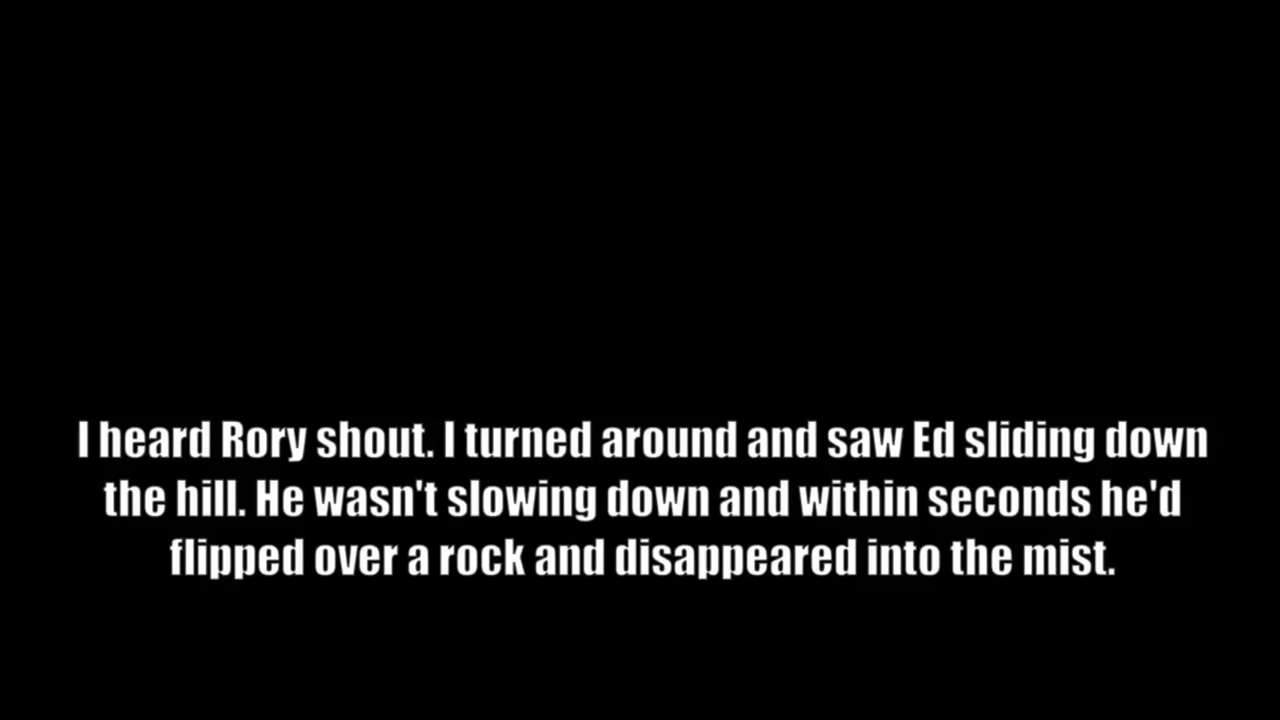 I heard Rory shout. I turned around and saw Ed sliding down
the hill. He wasn't slowing down and within seconds he'd
flipped over a rock and disappeared into the mist.